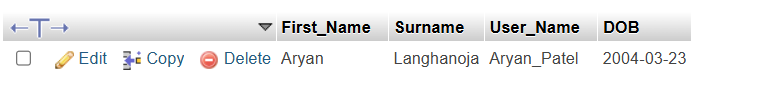 First_Name Surname User_Name DOB
Edit Copy Delete Aryan Langhanoja Aryan_Patel 2004-03-23